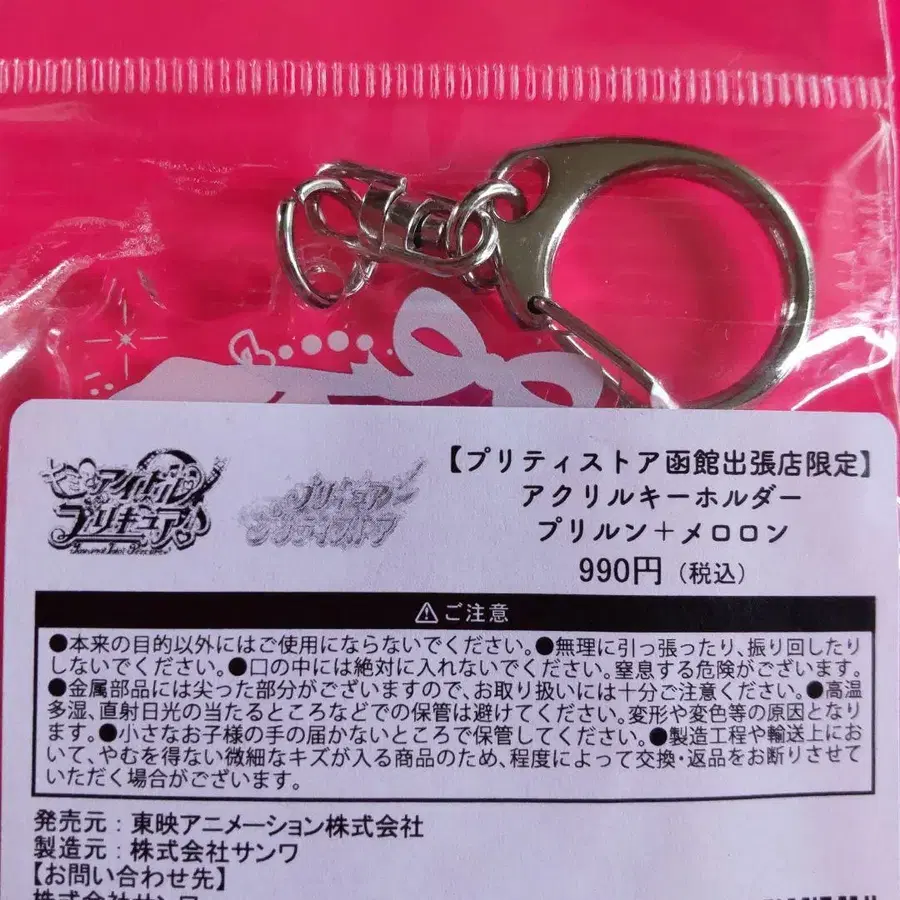 アイドル
プリキュア♪
プリキュア
プリティストア
【プリティストア函館出張店限定】
アクリルキーホルダー
プリルン＋メロロン
990円（税込）
⚠ご注意
●本来の目的以外にはご使用にならないでください。●無理に引っ張ったり、振り回したり
しないでください。●口の中には絶対に入れないでください。窒息する危険がございます。
●金属部品には尖った部分がございますので、お取り扱いには十分ご注意ください。●高温
多湿、直射日光の当たるところなどでの保管は避けてください。変形や変色等の原因となり
ます。●小さなお子様の手の届かないところで保管してください。●製造工程や輸送上にお
いて、やむを得ない微細なキズが入る商品のため、程度によって交換・返品をお断りさせて
いただく場合がございます。
発売元：東映アニメーション株式会社
製造元：株式会社サンワ
【お問い合わせ先】
株式会社サンワ